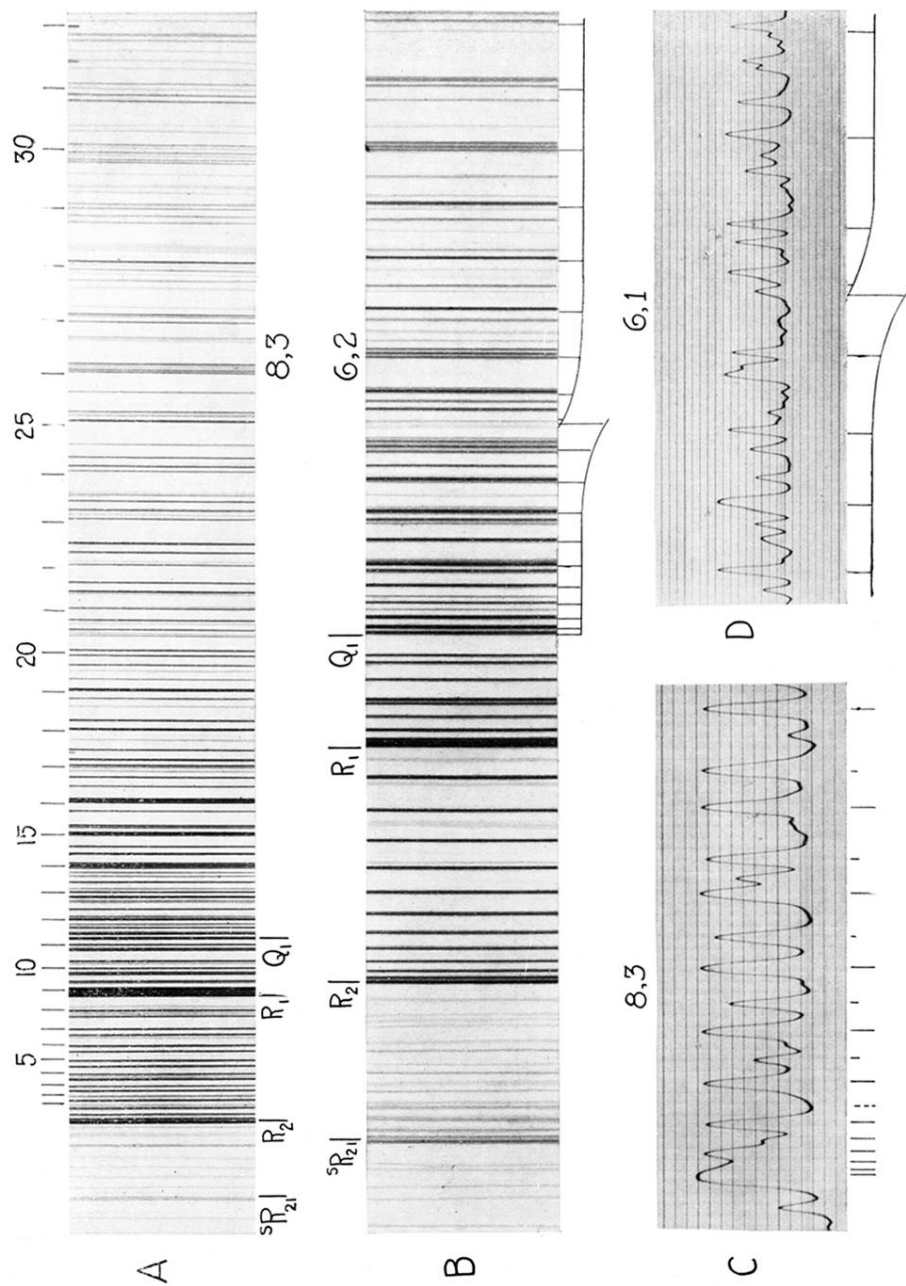 5 10 15 20 25 30
A
ˢR₂₁ R₂ R₁ Q₁ 8,3
ˢR₂₁ R₂ R₁ Q₁ 6,2
B
8,3
6,1
C
D